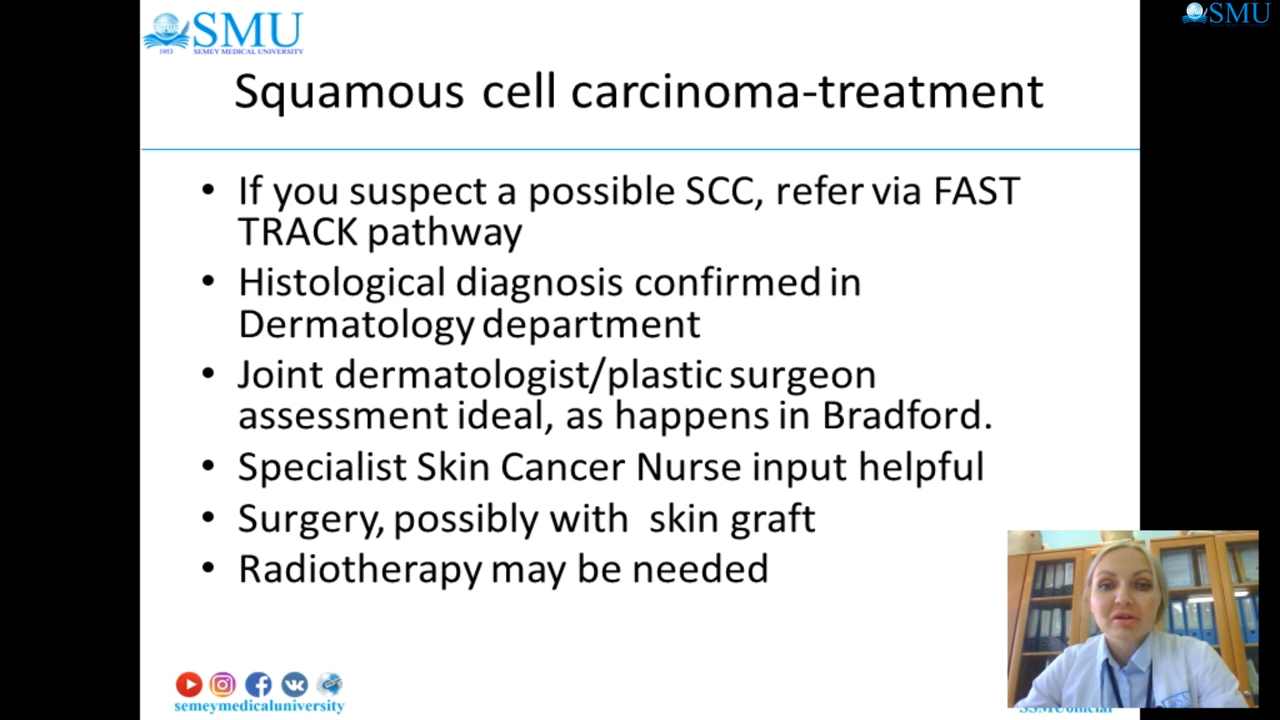 SMU
1953 SEMEY MEDICAL UNIVERSITY
SMU
Squamous cell carcinoma-treatment
• If you suspect a possible SCC, refer via FAST
TRACK pathway
• Histological diagnosis confirmed in
Dermatology department
• Joint dermatologist/plastic surgeon
assessment ideal, as happens in Bradford.
• Specialist Skin Cancer Nurse input helpful
• Surgery, possibly with  skin graft
• Radiotherapy may be needed
semeymedicaluniversity